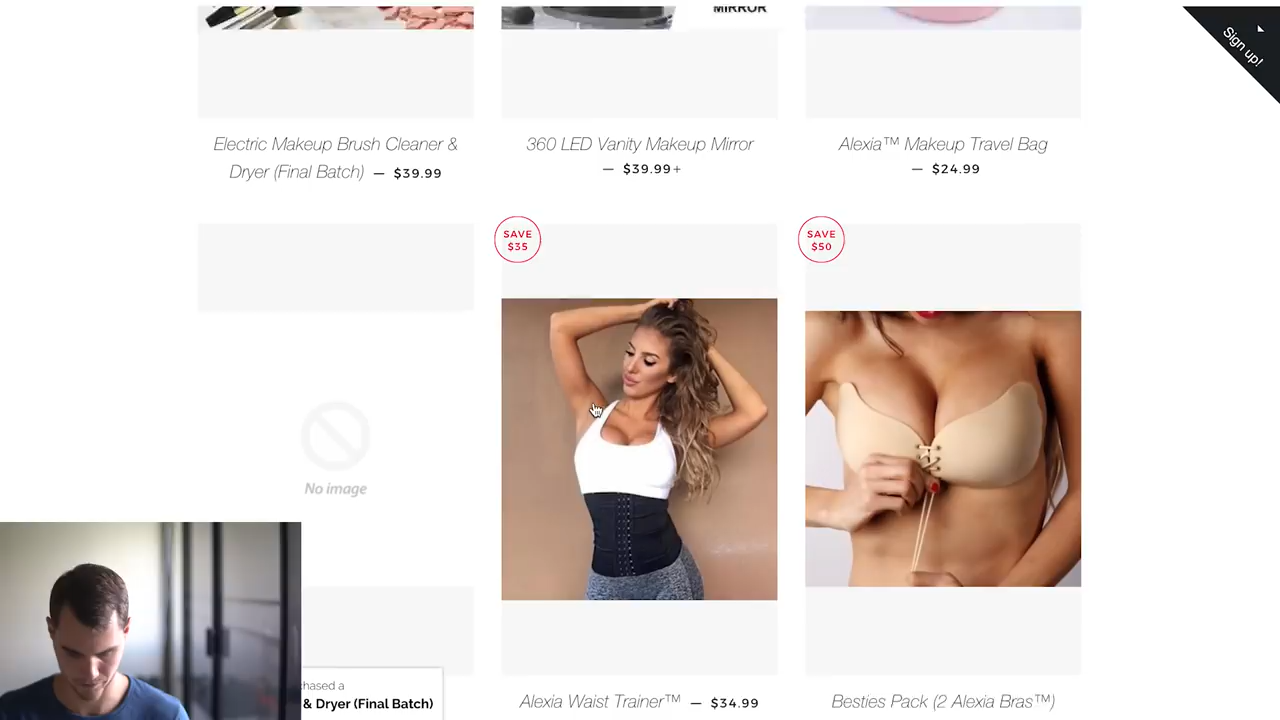 MIRROR
Sign up!
Electric Makeup Brush Cleaner &
Dryer (Final Batch) — $39.99
360 LED Vanity Makeup Mirror
— $39.99+
Alexia™ Makeup Travel Bag
— $24.99
SAVE
$35
SAVE
$50
No image
chased a
& Dryer (Final Batch)
Alexia Waist Trainer™ — $34.99
Besties Pack (2 Alexia Bras™)